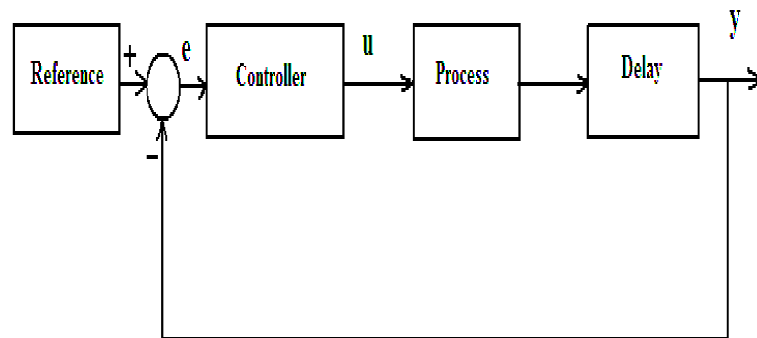 Reference
+
e
Controller
u
Process
Delay
y
-